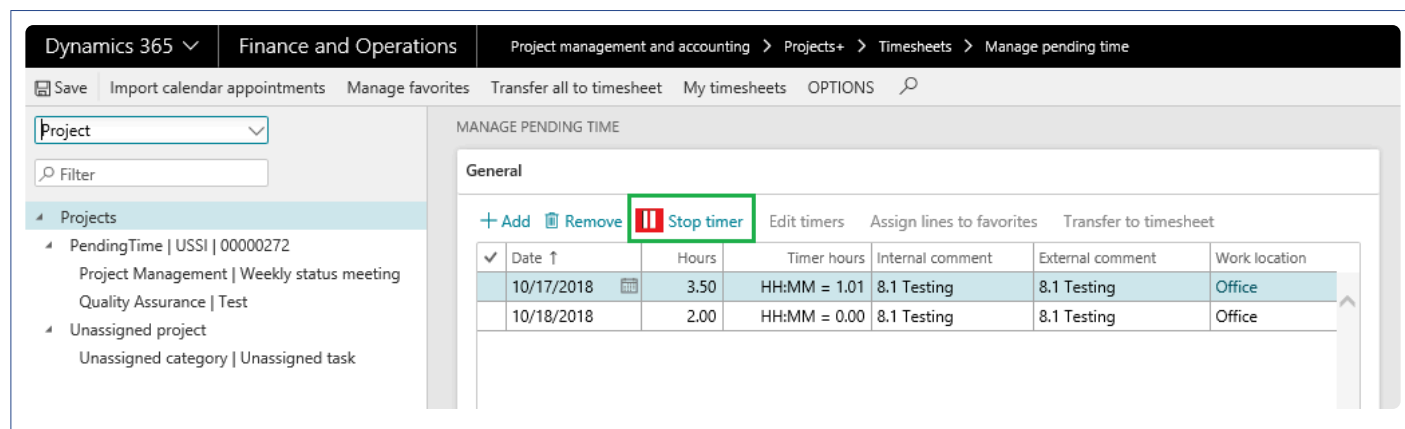 Dynamics 365 Finance and Operations Project management and accounting > Projects+ > Timesheets > Manage pending time
Save Import calendar appointments Manage favorites Transfer all to timesheet My timesheets OPTIONS
Project
Filter
Projects
PendingTime | USSI | 00000272
Project Management | Weekly status meeting
Quality Assurance | Test
Unassigned project
Unassigned category | Unassigned task
MANAGE PENDING TIME
General
+ Add Remove Stop timer Edit timers Assign lines to favorites Transfer to timesheet
✓ Date ↑ Hours Timer hours Internal comment External comment Work location
10/17/2018 3.50 HH:MM = 1.01 8.1 Testing 8.1 Testing Office
10/18/2018 2.00 HH:MM = 0.00 8.1 Testing 8.1 Testing Office